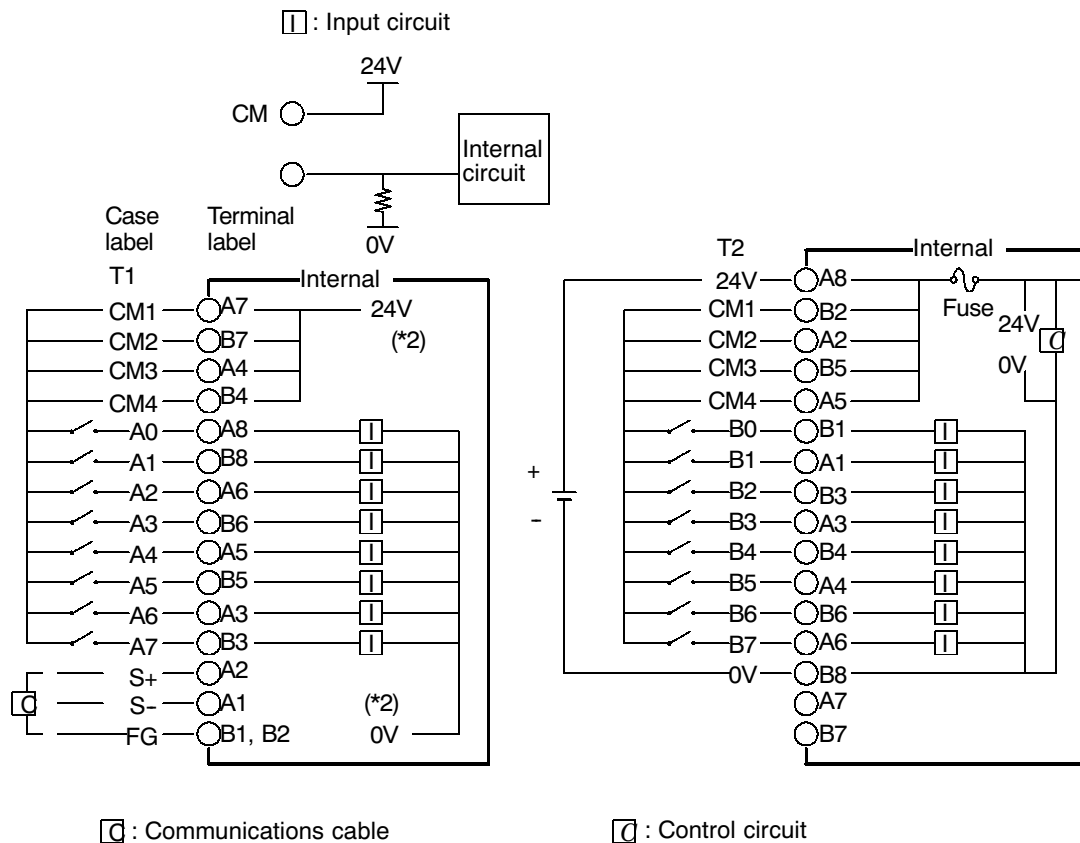 I : Input circuit
24V
CM
Internal circuit
0V
Case label
Terminal label
T1
Internal
CM1 A7 24V
CM2 B7 (*2)
CM3 A4
CM4 B4
A0 A8 I
A1 B8 I
A2 A6 I
A3 B6 I
A4 A5 I
A5 B5 I
A6 A3 I
A7 B3 I
S+ A2
C S- A1 (*2)
FG B1, B2 0V
C : Communications cable
T2
Internal
24V A8
Fuse
CM1 B2 24V
CM2 A2 C
CM3 B5 0V
CM4 A5
B0 B1 I
B1 A1 I
+
B2 B3 I
-
B3 A3 I
B4 B4 I
B5 A4 I
B6 B6 I
B7 A6 I
0V B8
A7
B7
C : Control circuit